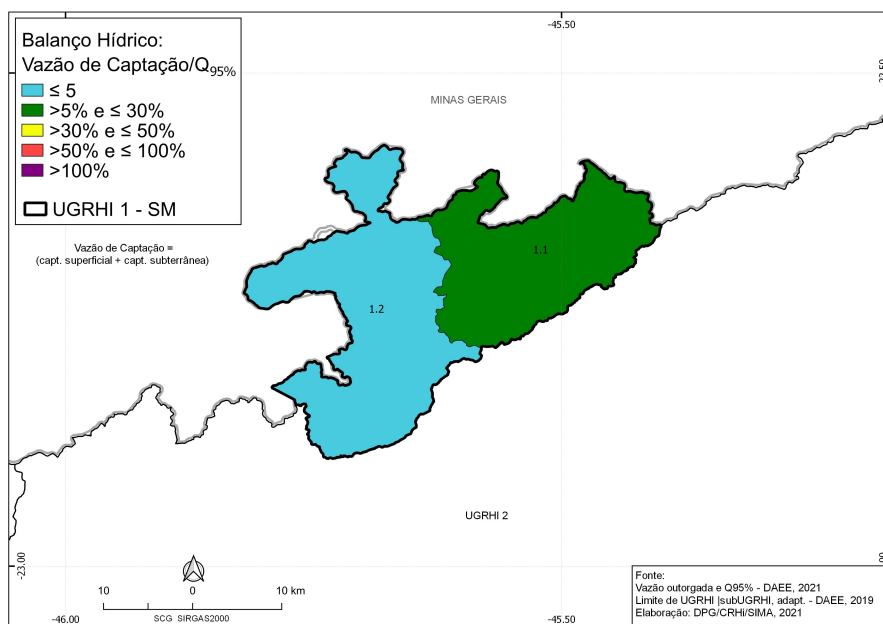 -45.50
Balanço Hídrico:
Vazão de Captação/Q 95%
≤ 5
>5% e ≤ 30%
>30% e ≤ 50%
>50% e ≤ 100%
>100%
UGRHI 1 - SM
MINAS GERAIS
Vazão de Captação =
(capt. superficial + capt. subterrânea)
1.1
1.2
UGRHI 2
-23.00
10 0 10 km
SCG SIRGAS2000
Fonte:
Vazão outorgada e Q95% - DAEE, 2021
Limite de UGRHI |subUGRHI, adapt. - DAEE, 2019
Elaboração: DPG/CRHi/SIMA, 2021
-46.00
-45.50